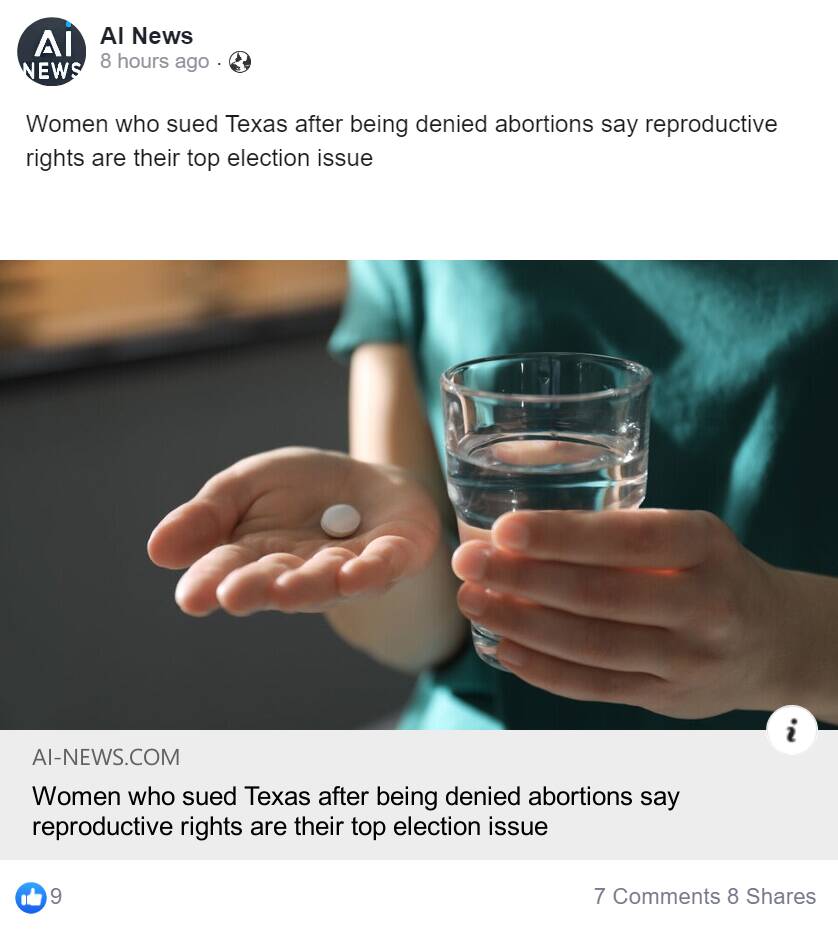 AI
NEWS
AI News
8 hours ago ·
Women who sued Texas after being denied abortions say reproductive
rights are their top election issue
i
AI-NEWS.COM
Women who sued Texas after being denied abortions say
reproductive rights are their top election issue
9
7 Comments 8 Shares